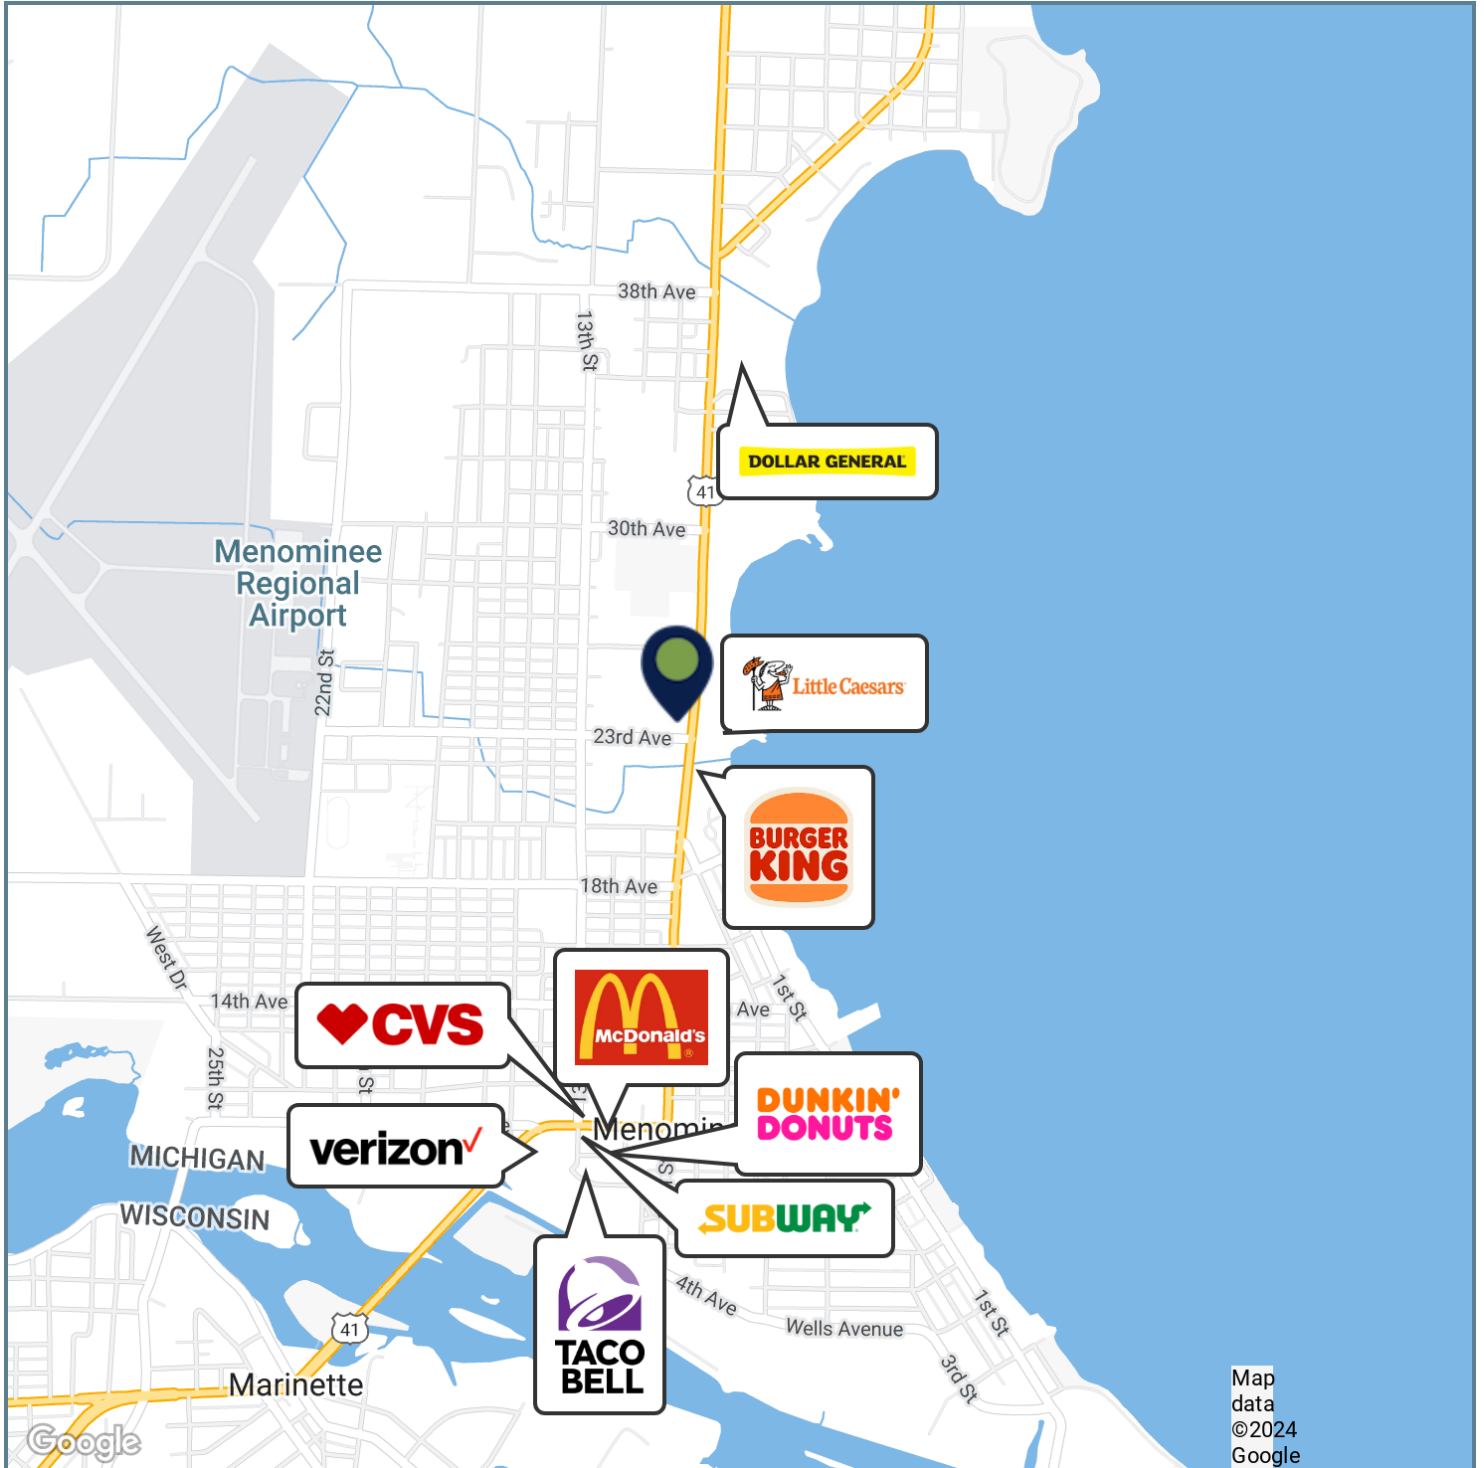 38th Ave
13th St
DOLLAR GENERAL
41
30th Ave
Menominee
Regional
Airport
22nd St
Little Caesars
23rd Ave
BURGER
KING
18th Ave
West Dr
14th Ave
CVS
McDonald's
®
Ave
1st St
25th St
St
DUNKIN'
DONUTS
Menomin
verizon
MICHIGAN
WISCONSIN
S
SUBWAY
TACO
BELL
4th Ave
Wells Avenue
1st St
3rd St
41
Marinette
Google
Map
data
©2024
Google